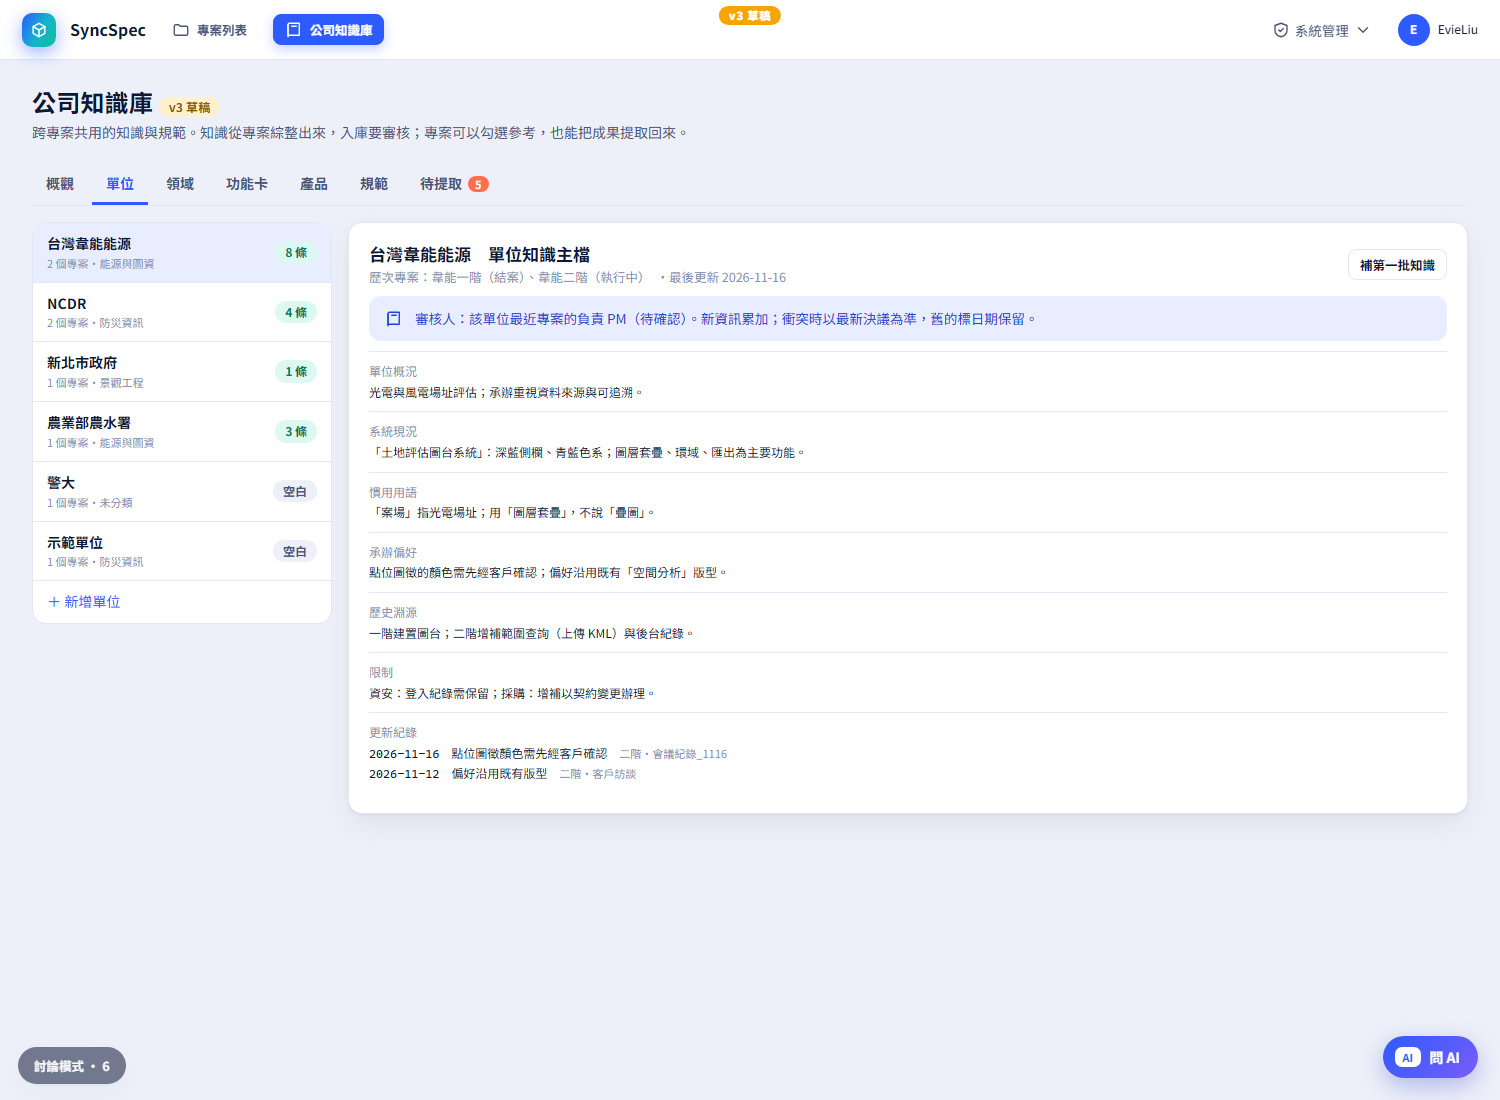 SyncSpec
專案列表
公司知識庫
v3 草稿
系統管理
E
EvieLiu
公司知識庫 v3 草稿
跨專案共用的知識與規範。知識從專案綜整出來，入庫要審核；專案可以勾選參考，也能把成果提取回來。
概觀
單位
領域
功能卡
產品
規範
待提取 5
台灣韋能能源
2 個專案・能源與圖資
8 條
NCDR
2 個專案・防災資訊
4 條
新北市政府
1 個專案・景觀工程
1 條
農業部農水署
1 個專案・能源與圖資
3 條
警大
1 個專案・未分類
空白
示範單位
1 個專案・防災資訊
空白
＋ 新增單位
台灣韋能能源　單位知識主檔
歷次專案：韋能一階（結案）、韋能二階（執行中）　・最後更新 2026-11-16
補第一批知識
審核人：該單位最近專案的負責 PM（待確認）。新資訊累加；衝突時以最新決議為準，舊的標日期保留。
單位概況
光電與風電場址評估；承辦重視資料來源與可追溯。
系統現況
「土地評估圖台系統」：深藍側欄、青藍色系；圖層套疊、環域、匯出為主要功能。
慣用用語
「案場」指光電場址；用「圖層套疊」，不說「疊圖」。
承辦偏好
點位圖徵的顏色需先經客戶確認；偏好沿用既有「空間分析」版型。
歷史淵源
一階建置圖台；二階增補範圍查詢（上傳 KML）與後台紀錄。
限制
資安：登入紀錄需保留；採購：增補以契約變更辦理。
更新紀錄
2026-11-16 點位圖徵顏色需先經客戶確認 二階・會議紀錄_1116
2026-11-12 偏好沿用既有版型 二階・客戶訪談
討論模式・6
AI 問 AI